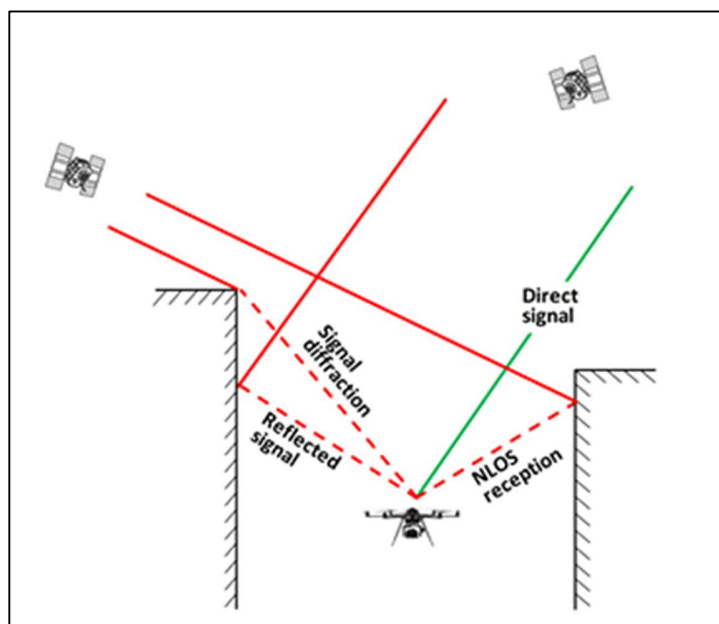 Direct
signal
Signal
diffraction
Reflected
signal
NLOS
reception